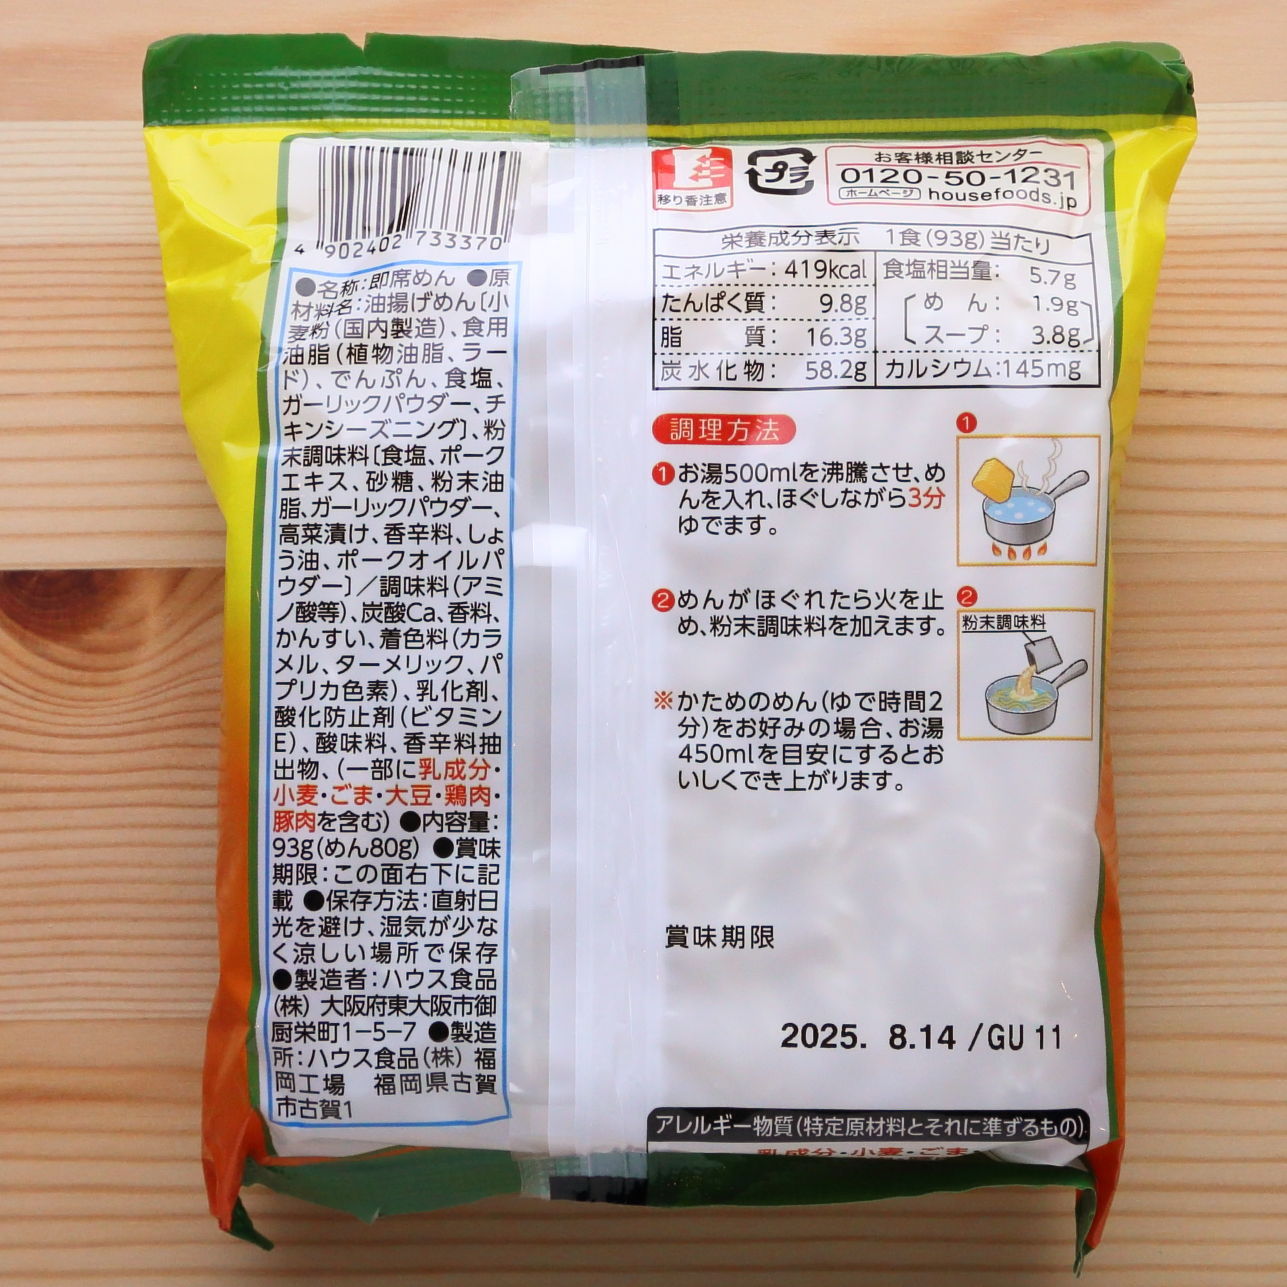 4 902402 733370
●名称:即席めん ●原
材料名:油揚げめん〔小
麦粉(国内製造)、食用
油脂(植物油脂、ラー
ド)、でんぷん、食塩、
ガーリックパウダー、チ
キンシーズニング〕、粉
末調味料〔食塩、ポーク
エキス、砂糖、粉末油
脂、ガーリックパウダー、
高菜漬け、香辛料、しょ
う油、ポークオイルパ
ウダー〕／調味料(アミ
ノ酸等)、炭酸Ca、香料、
かんすい、着色料(カラ
メル、ターメリック、パ
プリカ色素)、乳化剤、
酸化防止剤(ビタミン
E)、酸味料、香辛料抽
出物、(一部に乳成分・
小麦・ごま・大豆・鶏肉・
豚肉を含む) ●内容量:
93g(めん80g) ●賞味
期限:この面右下に記
載 ●保存方法:直射日
光を避け、湿気が少な
く涼しい場所で保存
●製造者:ハウス食品
(株) 大阪府東大阪市御
厨栄町1-5-7 ●製造
所:ハウス食品(株) 福
岡工場 福岡県古賀
市古賀1
移り香注意
プラ
お客様相談センター
0120-50-1231
ホームページ housefoods.jp
栄養成分表示 1食(93g)当たり
エネルギー: 419kcal 食塩相当量: 5.7g
たんぱく質: 9.8g 〔めん: 1.9g〕
脂質: 16.3g 〔スープ: 3.8g〕
炭水化物: 58.2g カルシウム:145mg
調理方法
1 お湯500mlを沸騰させ、め
んを入れ、ほぐしながら3分
ゆでます。
1
2 めんがほぐれたら火を止
め、粉末調味料を加えます。
2
粉末調味料
※かためのめん(ゆで時間2
分)をお好みの場合、お湯
450mlを目安にするとお
いしくでき上がります。
賞味期限
2025. 8.14 /GU 11
アレルギー物質(特定原材料とそれに準ずるもの)
乳成分・小麦・ごま・